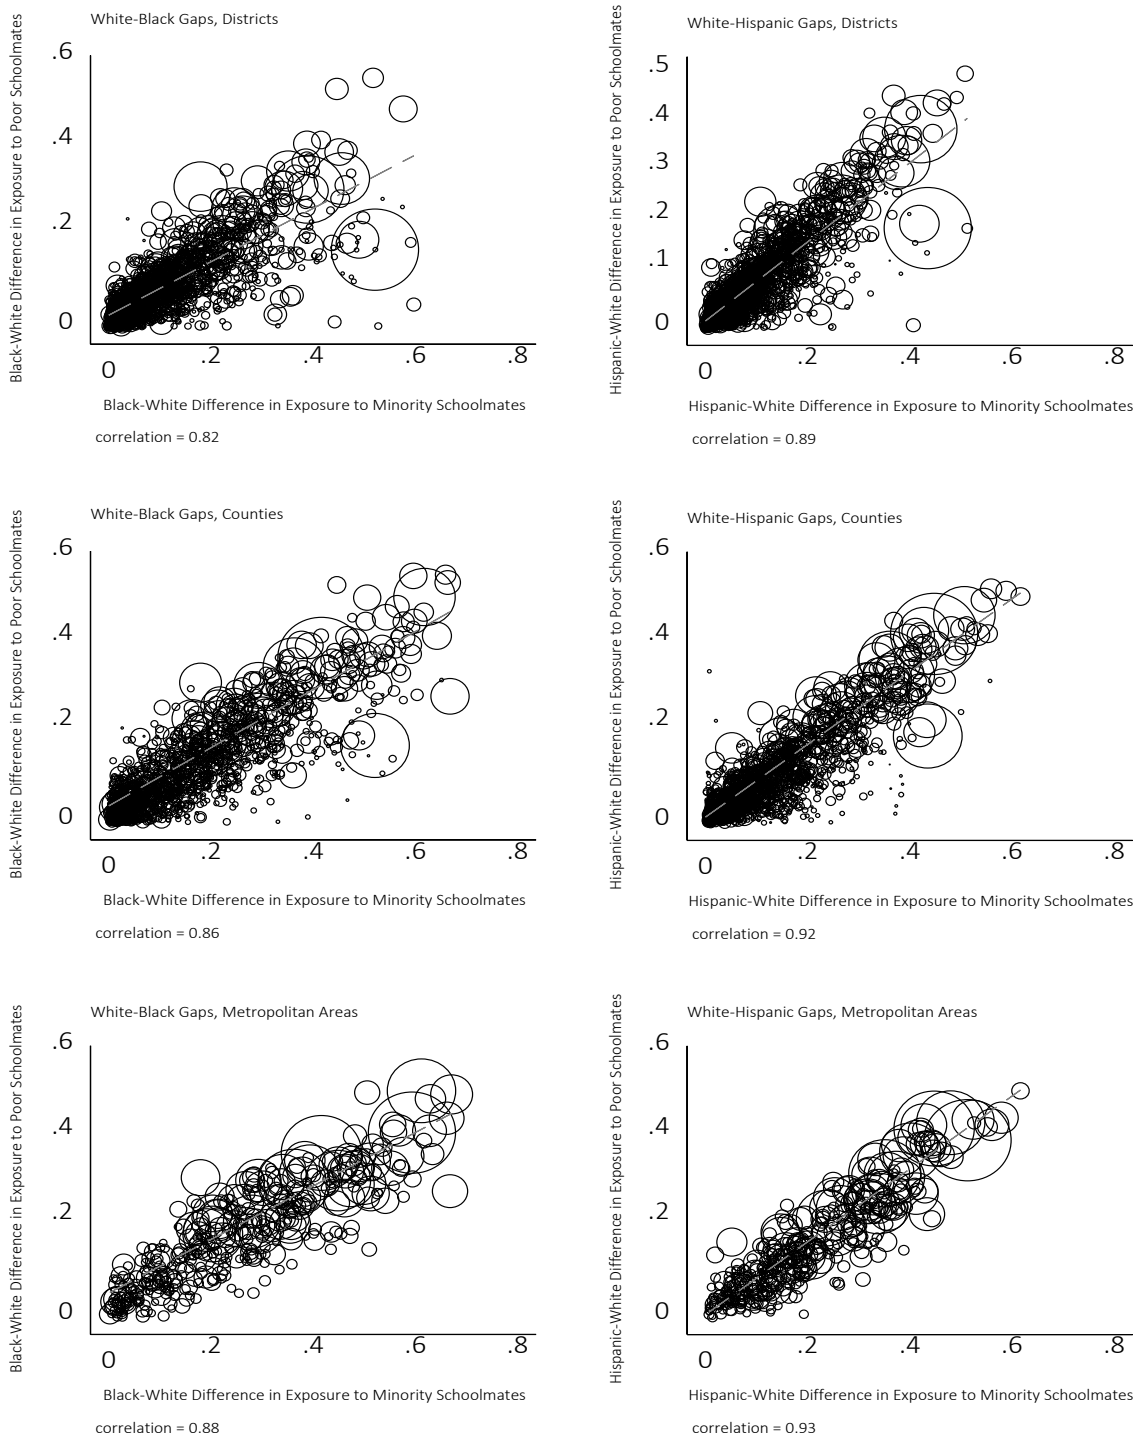 White-Black Gaps, Districts
Black-White Difference in Exposure to Poor Schoolmates
.6
.4
.2
0
0
.2
.4
.6
.8
Black-White Difference in Exposure to Minority Schoolmates
correlation = 0.82
White-Hispanic Gaps, Districts
Hispanic-White Difference in Exposure to Poor Schoolmates
.5
.4
.3
.2
.1
0
0
.2
.4
.6
.8
Hispanic-White Difference in Exposure to Minority Schoolmates
correlation = 0.89
White-Black Gaps, Counties
Black-White Difference in Exposure to Poor Schoolmates
.6
.4
.2
0
0
.2
.4
.6
.8
Black-White Difference in Exposure to Minority Schoolmates
correlation = 0.86
White-Hispanic Gaps, Counties
Hispanic-White Difference in Exposure to Poor Schoolmates
.6
.4
.2
0
0
.2
.4
.6
.8
Hispanic-White Difference in Exposure to Minority Schoolmates
correlation = 0.92
White-Black Gaps, Metropolitan Areas
Black-White Difference in Exposure to Poor Schoolmates
.6
.4
.2
0
0
.2
.4
.6
.8
Black-White Difference in Exposure to Minority Schoolmates
correlation = 0.88
White-Hispanic Gaps, Metropolitan Areas
Hispanic-White Difference in Exposure to Poor Schoolmates
.6
.4
.2
0
0
.2
.4
.6
.8
Hispanic-White Difference in Exposure to Minority Schoolmates
correlation = 0.93